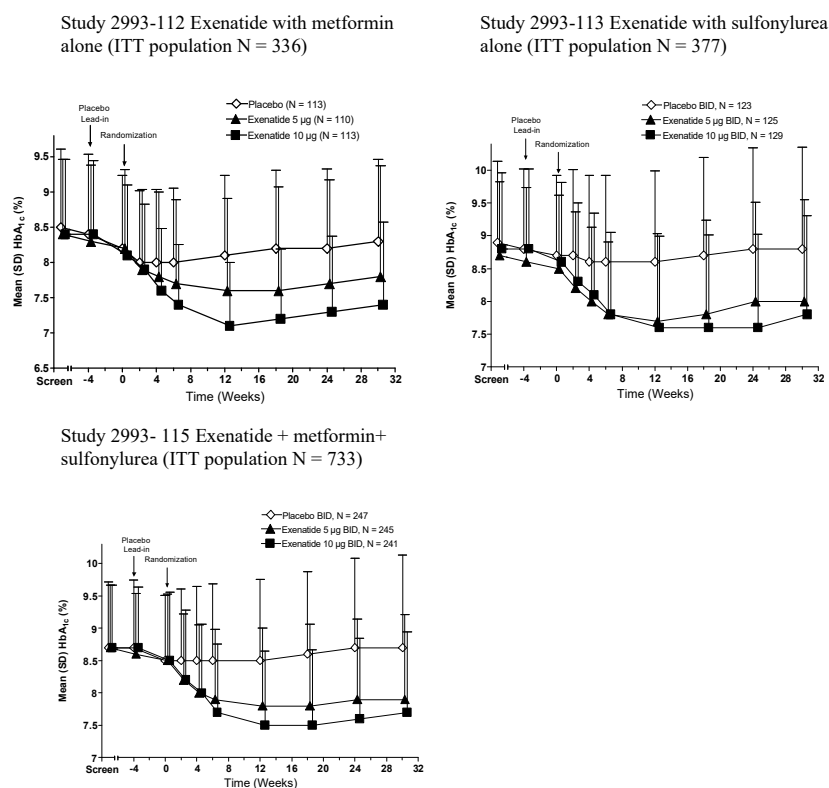 Study 2993-112 Exenatide with metformin
alone (ITT population N = 336)
Placebo
Lead-in
Randomization
Placebo (N = 113)
Exenatide 5 µg (N = 110)
Exenatide 10 µg (N = 113)
Mean (SD) HbA1c (%)
9.5
8.5
8
7.5
7
6.5
Screen -4 0 4 8 12 16 20 24 28 32
Time (Weeks)
Study 2993-113 Exenatide with sulfonylurea
alone (ITT population N = 377)
Placebo
Lead-in
Randomization
Placebo BID, N = 123
Exenatide 5 µg BID, N = 125
Exenatide 10 µg BID, N = 129
Mean (SD) HbA1c (%)
10
9.5
9
8.5
8
7.5
7
Screen -4 0 4 8 12 16 20 24 28 32
Time (Weeks)
Study 2993- 115 Exenatide + metformin+
sulfonylurea (ITT population N = 733)
Placebo
Lead-in
Randomization
Placebo BID, N = 247
Exenatide 5 µg BID, N = 245
Exenatide 10 µg BID, N = 241
Mean (SD) HbA1c (%)
10
9.5
9
8.5
8
7.5
7
Screen -4 0 4 8 12 16 20 24 28 32
Time (Weeks)